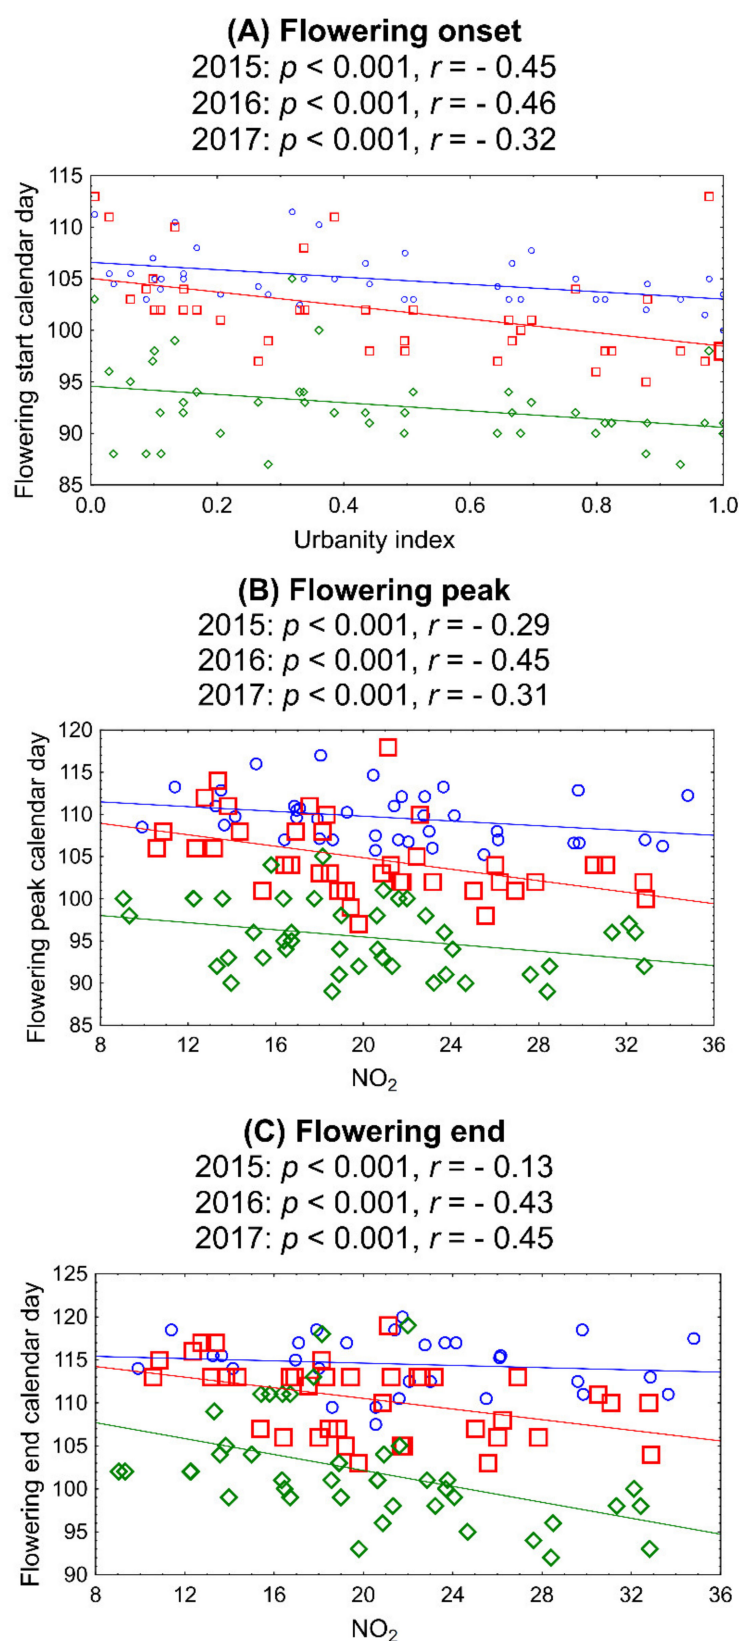 (A) Flowering onset
2015: p < 0.001, r = - 0.45
2016: p < 0.001, r = - 0.46
2017: p < 0.001, r = - 0.32
115
110
105
100
95
90
85
Flowering start calendar day
0.0 0.2 0.4 0.6 0.8 1.0
Urbanity index
(B) Flowering peak
2015: p < 0.001, r = - 0.29
2016: p < 0.001, r = - 0.45
2017: p < 0.001, r = - 0.31
120
115
110
105
100
95
90
85
Flowering peak calendar day
8 12 16 20 24 28 32 36
NO₂
(C) Flowering end
2015: p < 0.001, r = - 0.13
2016: p < 0.001, r = - 0.43
2017: p < 0.001, r = - 0.45
125
120
115
110
105
100
95
90
Flowering end calendar day
8 12 16 20 24 28 32 36
NO₂